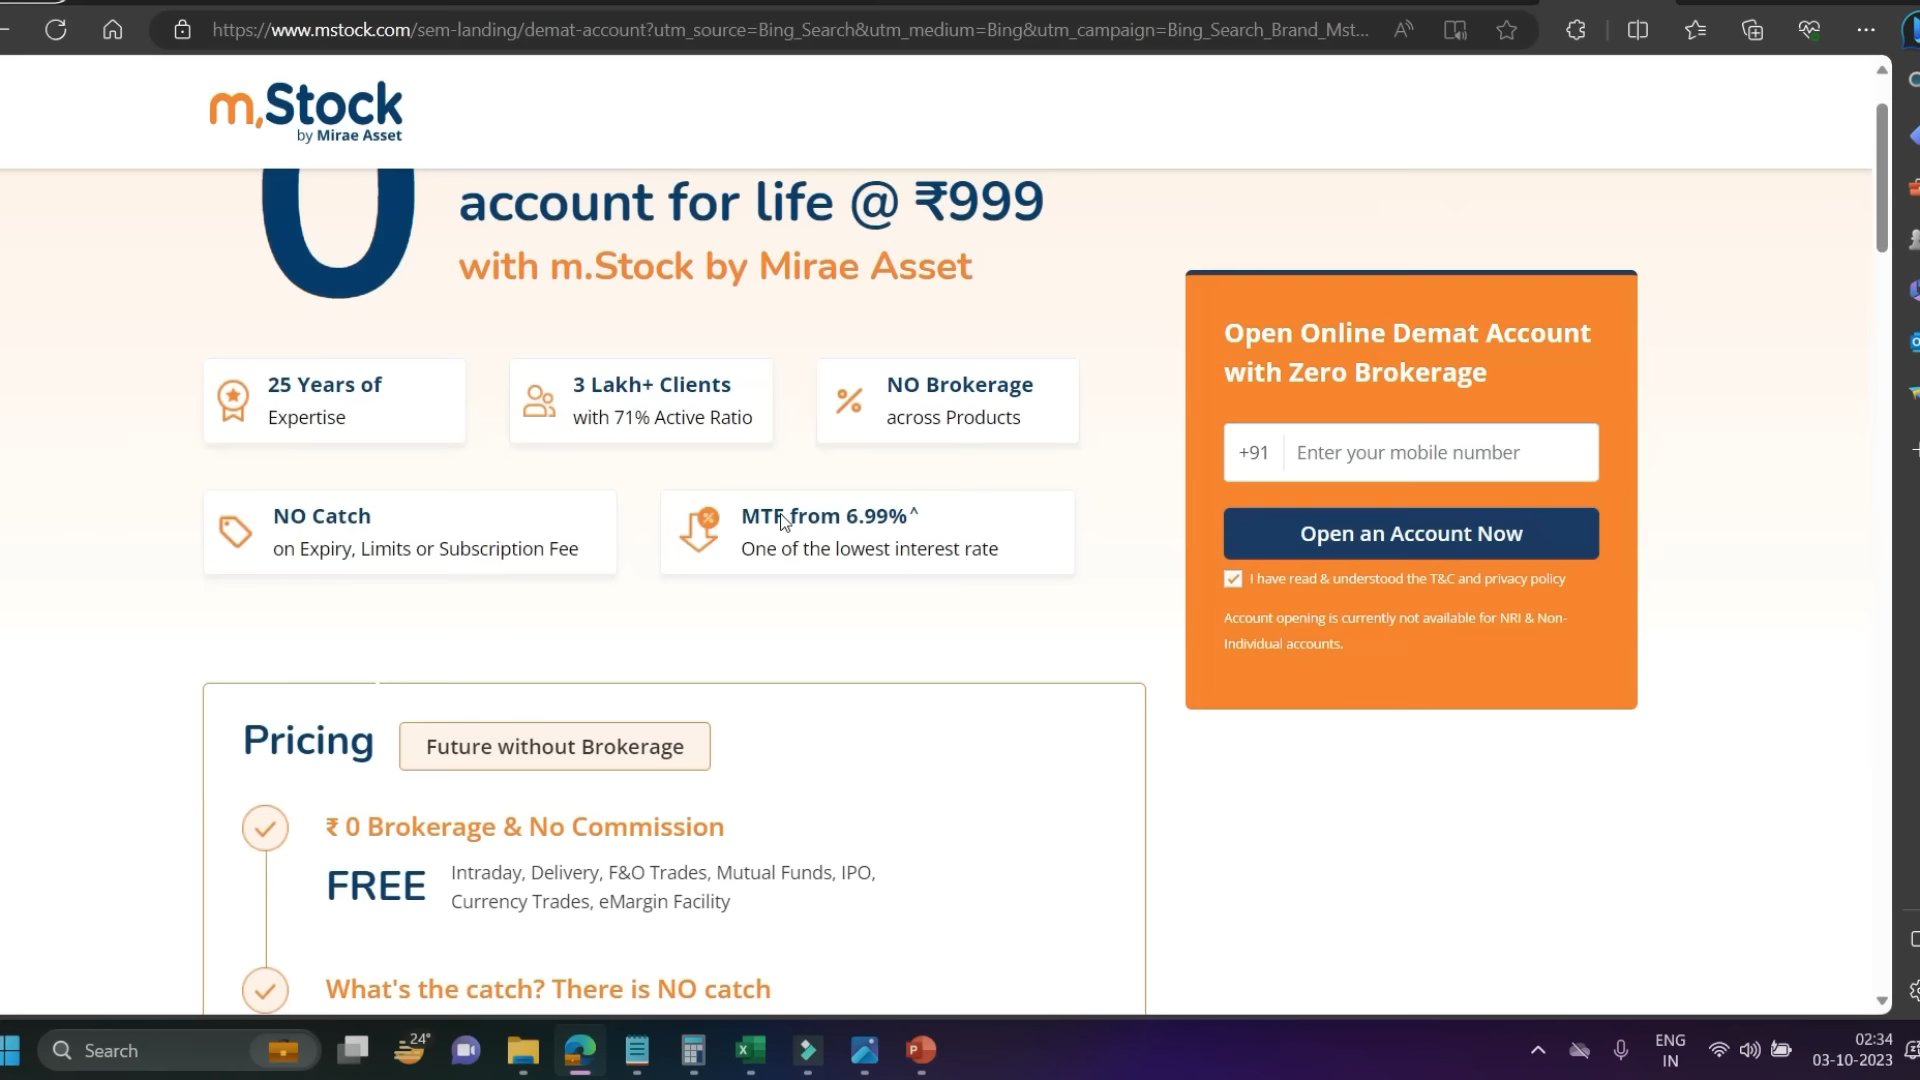 https://www.mstock.com/sem-landing/demat-account?utm_source=Bing_Search&utm_medium=Bing&utm_campaign=Bing_Search_Brand_Mst...
m.Stock
by Mirae Asset
0
account for life @ ₹999
with m.Stock by Mirae Asset
25 Years of
Expertise
3 Lakh+ Clients
with 71% Active Ratio
NO Brokerage
across Products
NO Catch
on Expiry, Limits or Subscription Fee
MTF from 6.99%^
One of the lowest interest rate
Open Online Demat Account
with Zero Brokerage
+91 Enter your mobile number
Open an Account Now
I have read & understood the T&C and privacy policy
Account opening is currently not available for NRI & Non-
Individual accounts.
Pricing
Future without Brokerage
₹ 0 Brokerage & No Commission
FREE
Intraday, Delivery, F&O Trades, Mutual Funds, IPO,
Currency Trades, eMargin Facility
What's the catch? There is NO catch
Search
24°
ENG
IN
02:34
03-10-2023